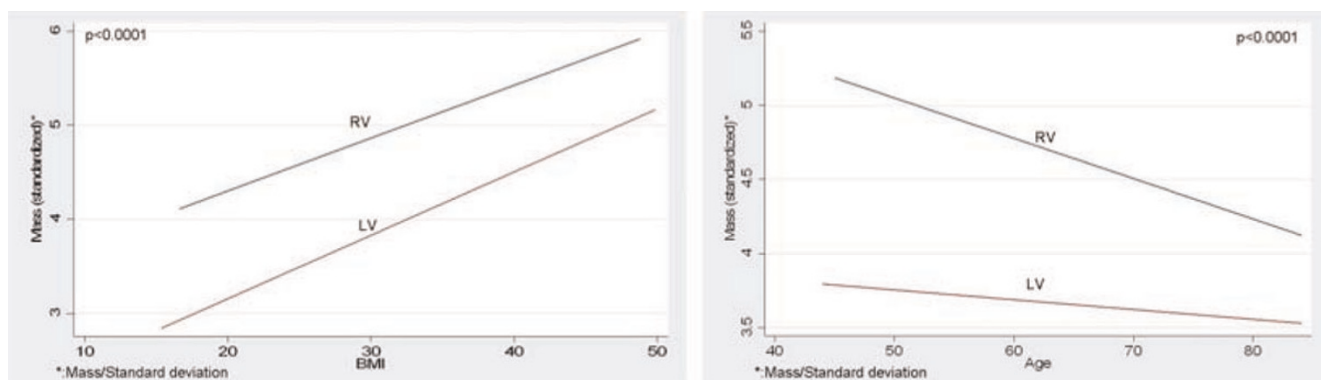 p<0.0001
Mass (standardized)*
6
5
4
3
RV
LV
10 20 30 40 50
BMI
*:Mass/Standard deviation
p<0.0001
Mass (standardized)*
5.5
5
4.5
4
3.5
RV
LV
40 50 60 70 80
Age
*:Mass/Standard deviation